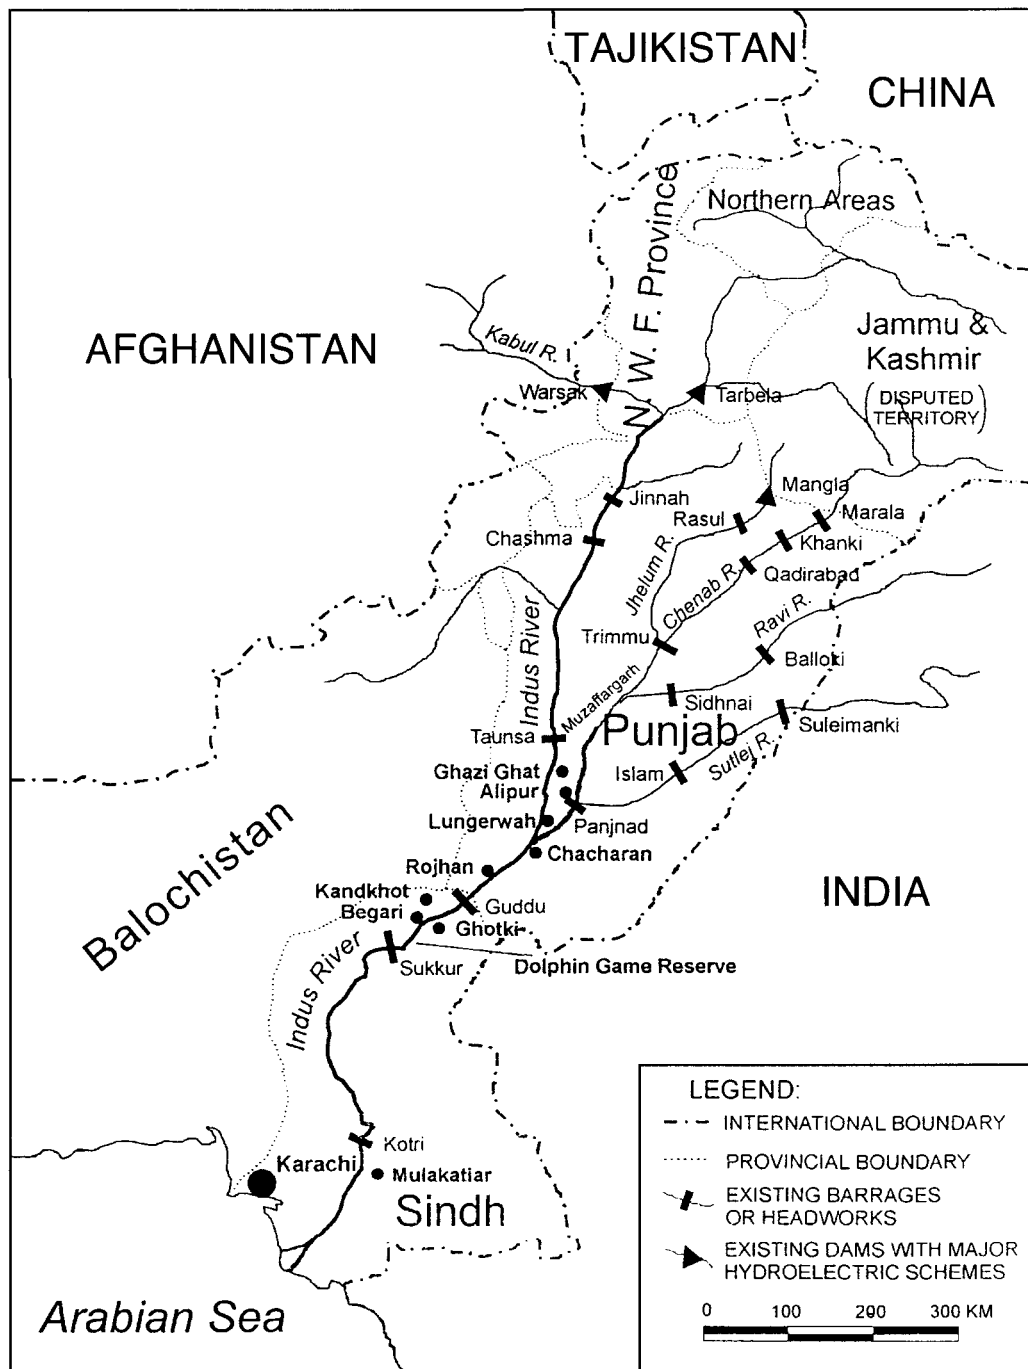 TAJIKISTAN
CHINA
N. W. F. Province
Northern Areas
AFGHANISTAN
Kabul R.
Jammu &
Kashmir
(DISPUTED
TERRITORY)
Warsak
Tarbela
Jinnah
Mangla
Rasul
Marala
Chashma
Khanki
Jhelum R.
Chenab R.
Qadirabad
Ravi R.
Trimmu
Balloki
Indus River
Muzaffargarh
Sidhnai
Punjab
Suleimanki
Taunsa
Sutlej R.
Islam
Ghazi Ghat
Alipur
Lungerwah
Panjnad
Chacharan
Balochistan
Rojhan
INDIA
Kandkhot
Begari
Guddu
Ghotki
Indus River
Sukkur
Dolphin Game Reserve
Kotri
Karachi
Mulakatiar
Sindh
Arabian Sea
LEGEND:
INTERNATIONAL BOUNDARY
PROVINCIAL BOUNDARY
EXISTING BARRAGES
OR HEADWORKS
EXISTING DAMS WITH MAJOR
HYDROELECTRIC SCHEMES
0 100 200 300 KM